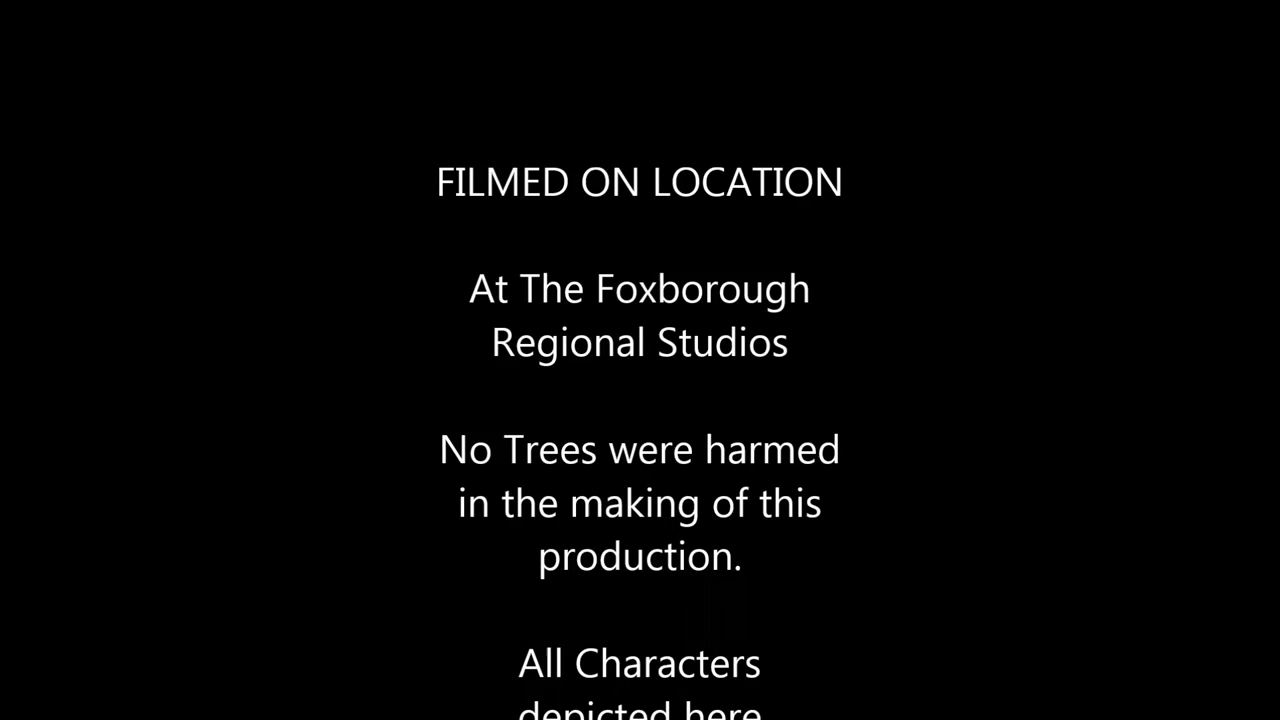 FILMED ON LOCATION
At The Foxborough
Regional Studios
No Trees were harmed
in the making of this
production.
All Characters
depicted here